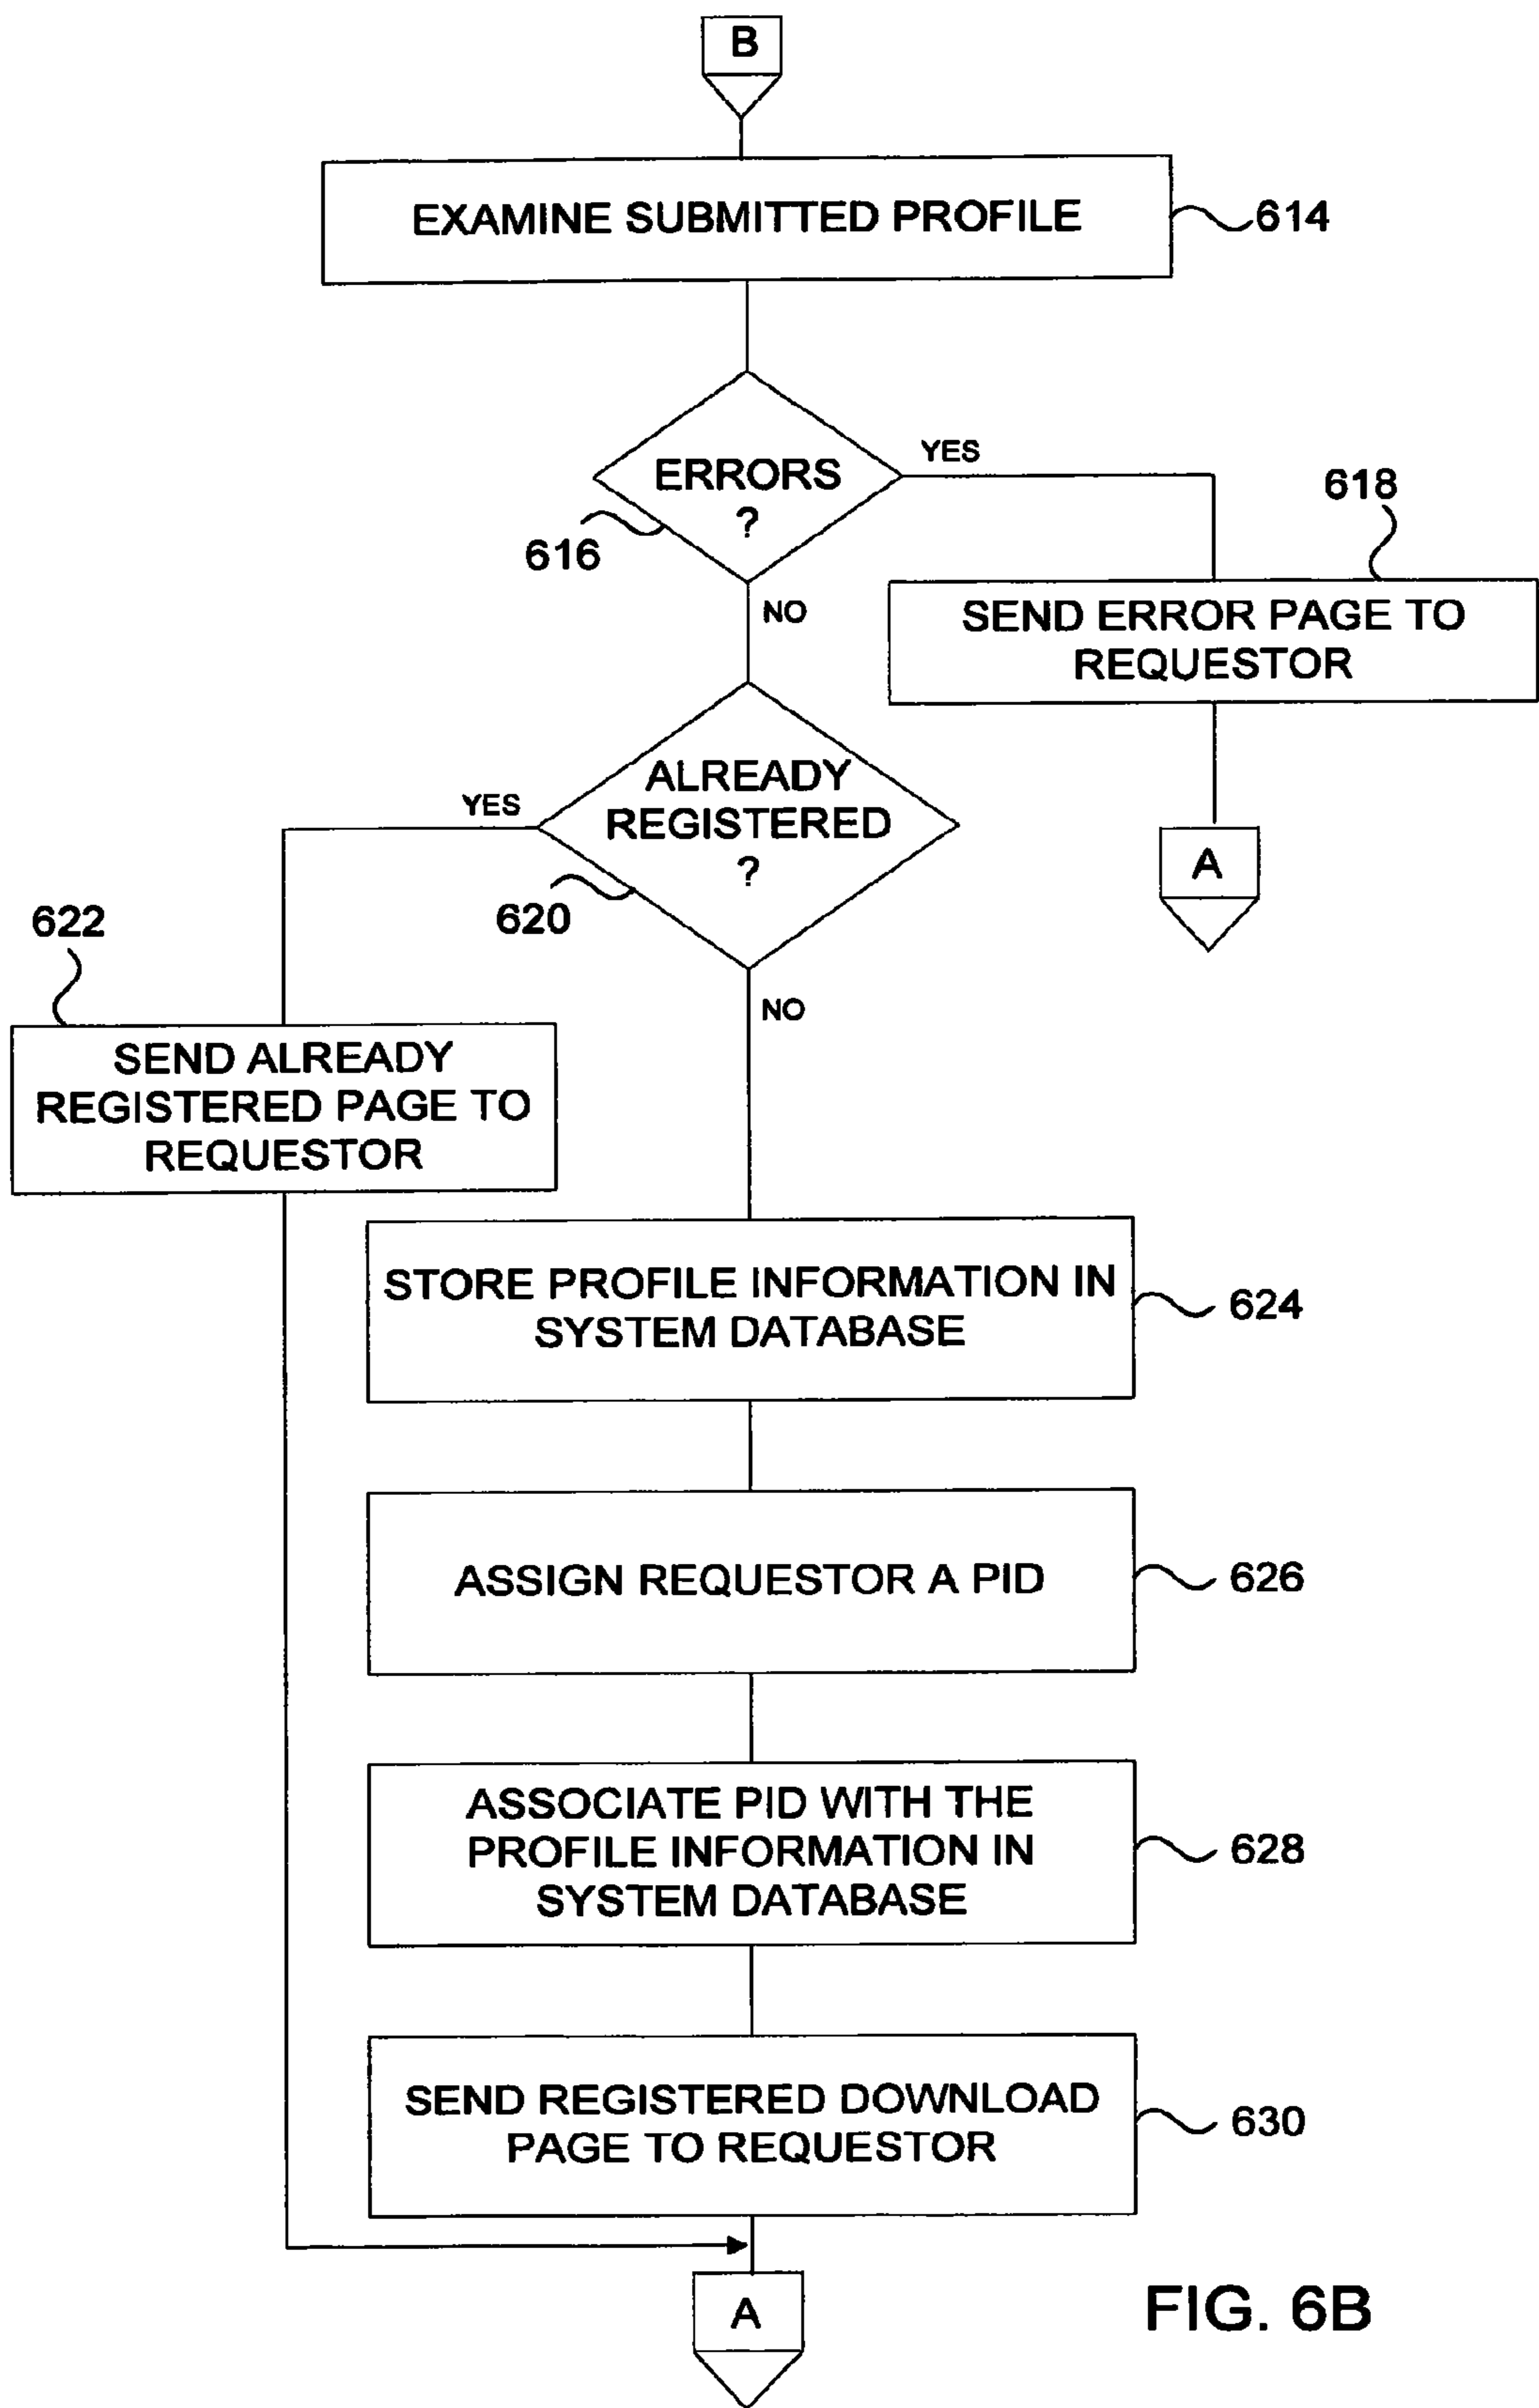 B
EXAMINE SUBMITTED PROFILE
614
ERRORS
?
616
YES
618
SEND ERROR PAGE TO
REQUESTOR
NO
A
ALREADY
REGISTERED
?
620
YES
622
SEND ALREADY
REGISTERED PAGE TO
REQUESTOR
NO
STORE PROFILE INFORMATION IN
SYSTEM DATABASE
624
ASSIGN REQUESTOR A PID
626
ASSOCIATE PID WITH THE
PROFILE INFORMATION IN
SYSTEM DATABASE
628
SEND REGISTERED DOWNLOAD
PAGE TO REQUESTOR
630
A
FIG. 6B